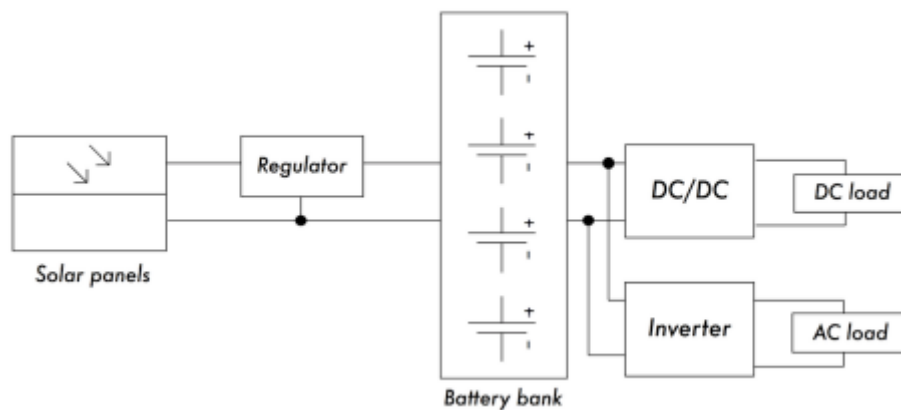 Solar panels
Regulator
Battery bank
DC/DC
DC load
Inverter
AC load